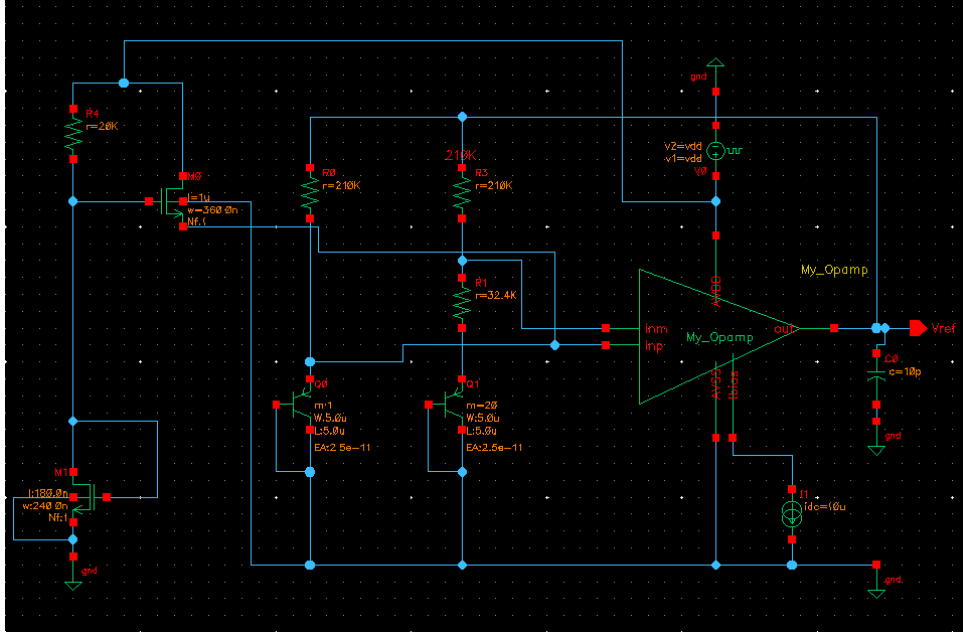 gnd
R4
r=20K
v2=vdd
v1=vdd
V0
210K
R0
r=210K
R3
r=210K
M0
l=1u
w=360.0n
My_Opamp
AVDD
R1
r=32.4K
Inm
out
Vref
My_Opamp
Inp
AVSS
Ibias
C0
c=10p
Q0
m:1
W:5.0u
L:5.0u
EA:2.5e-11
Q1
m=20
W:5.0u
L:5.0u
EA:2.5e-11
gnd
M1
l:180.0n
w:240.0n
Nf:1
I1
idc=10u
gnd
gnd